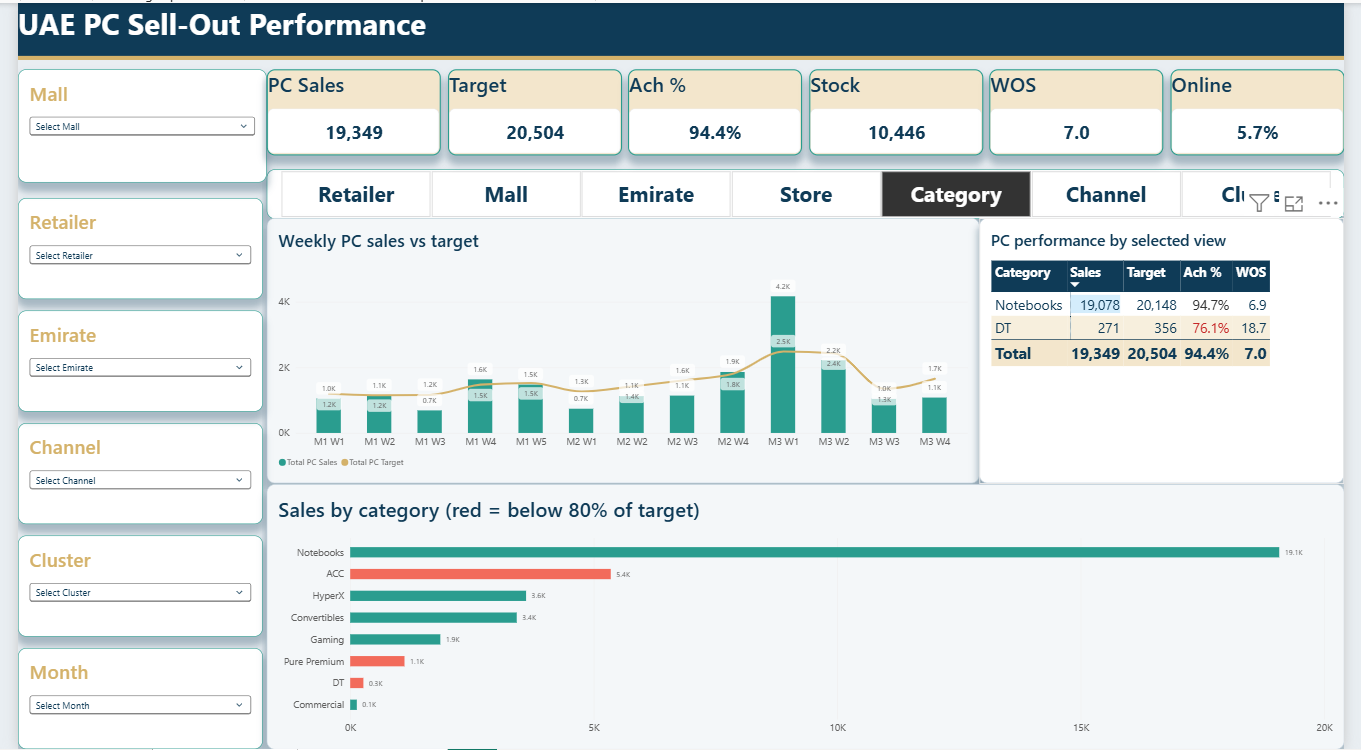 UAE PC Sell-Out Performance
Mall
Select Mall
Retailer
Select Retailer
Emirate
Select Emirate
Channel
Select Channel
Cluster
Select Cluster
Month
Select Month
PC Sales Target Ach % Stock WOS Online
19,349 20,504 94.4% 10,446 7.0 5.7%
Retailer Mall Emirate Store Category Channel
Weekly PC sales vs target
4K
2K
0K
1.0K 1.1K 1.2K 1.6K 1.5K 1.3K 1.1K 1.6K 1.9K 4.2K 2.2K 1.0K 1.7K
1.2K 1.2K 0.7K 1.5K 1.5K 0.7K 1.4K 1.1K 1.8K 2.5K 2.4K 1.3K 1.1K
M1 W1 M1 W2 M1 W3 M1 W4 M1 W5 M2 W1 M2 W2 M2 W3 M2 W4 M3 W1 M3 W2 M3 W3 M3 W4
Total PC Sales Total PC Target
PC performance by selected view
Category Sales Target Ach % WOS
Notebooks 19,078 20,148 94.7% 6.9
DT 271 356 76.1% 18.7
Total 19,349 20,504 94.4% 7.0
Sales by category (red = below 80% of target)
Notebooks 19.1K
ACC 5.4K
HyperX 3.6K
Convertibles 3.4K
Gaming 1.9K
Pure Premium 1.1K
DT 0.3K
Commercial 0.1K
0K 5K 10K 15K 20K